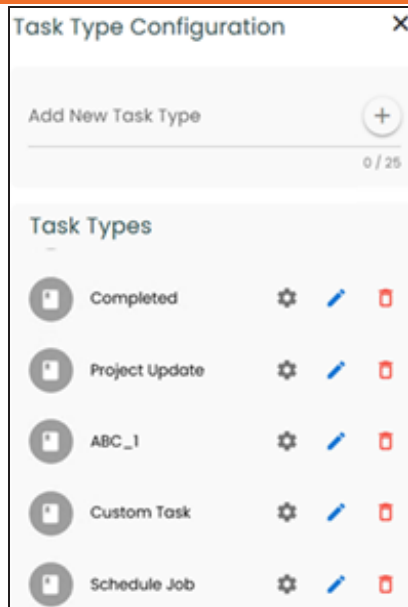 Task Type Configuration
Add New Task Type
0 / 25
Task Types
Completed
Project Update
ABC_1
Custom Task
Schedule Job